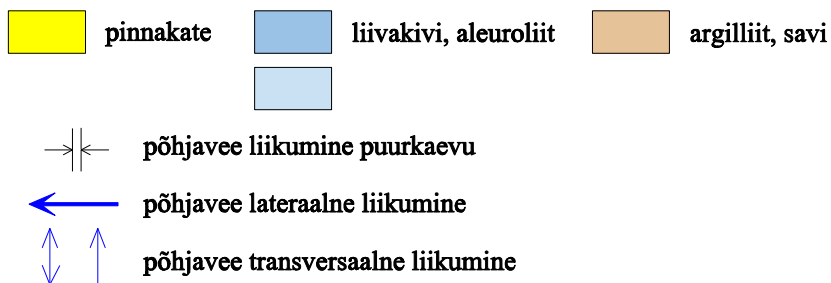 pinnakate liivakivi, aleuroliit argilliit, savi
põhjavee liikumine puurkaevu
põhjavee lateraalne liikumine
põhjavee transversaalne liikumine